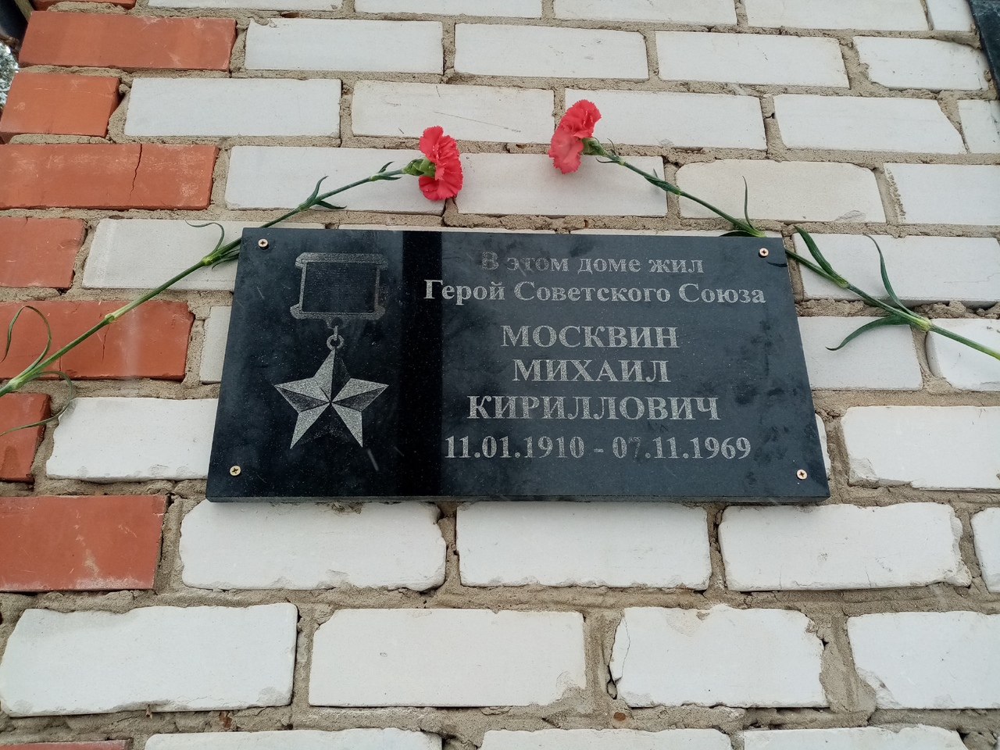 В этом доме жил
Герой Советского Союза
МОСКВИН
МИХАИЛ
КИРИЛЛОВИЧ
11.01.1910 - 07.11.1969